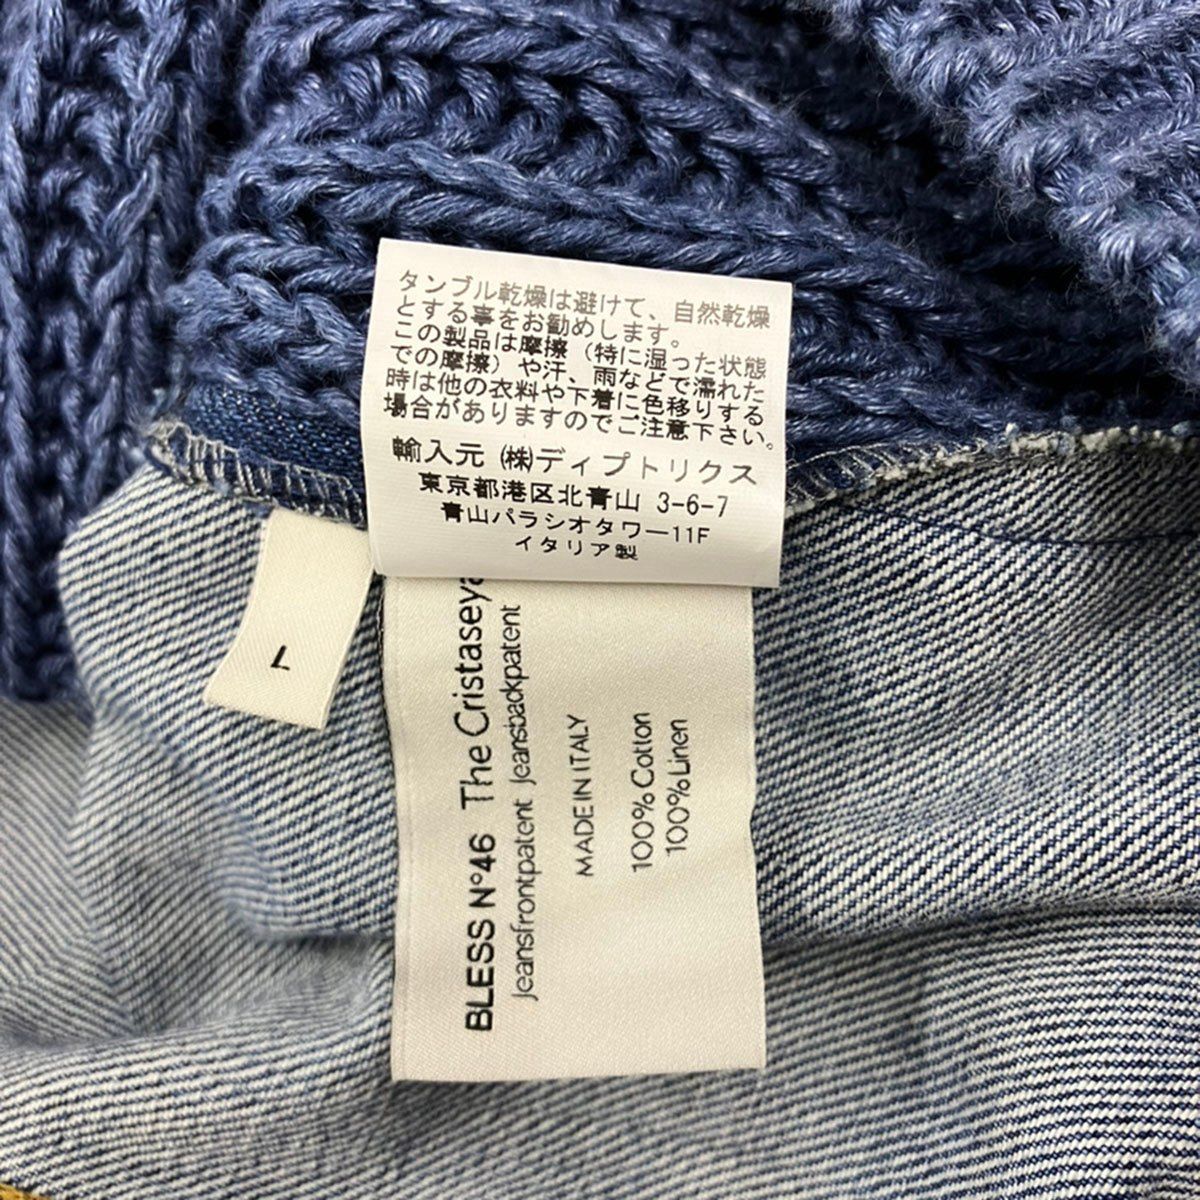 タンブル乾燥は避けて、自然乾燥
とする事をお勧めします。
この製品は摩擦（特に湿った状態
での摩擦）や汗、雨などで濡れた
時は他の衣料や下着に色移りする
場合がありますのでご注意下さい。
輸入元 (株)ディプトリクス
東京都港区北青山 3-6-7
青山パラシオタワー11F
イタリア製
L
BLESS N°46 The Cristaseya
jeansfrontpatent jeansbackpatent
MADE IN ITALY
100% Cotton
100% Linen